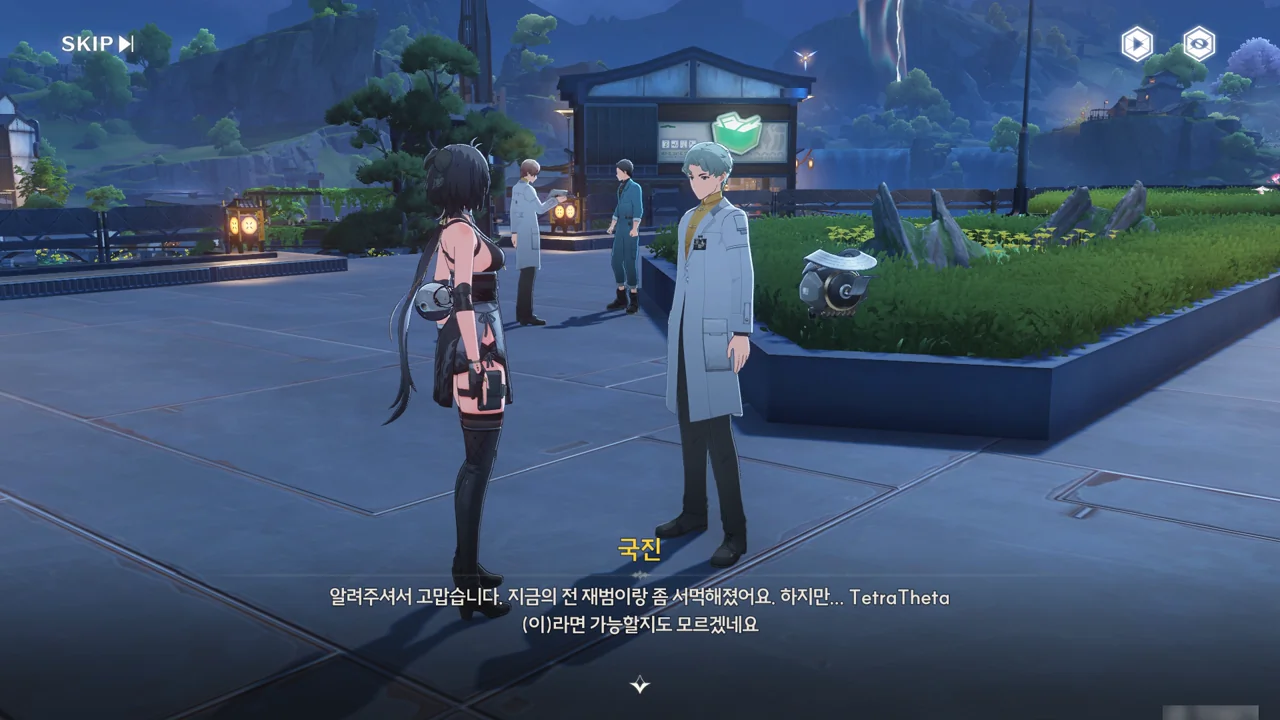 SKIP
국진
알려주셔서 고맙습니다. 지금의 전 재범이랑 좀 서먹해졌어요. 하지만... TetraTheta
(이)라면 가능할지도 모르겠네요